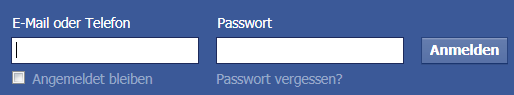 E-Mail oder Telefon Passwort
Anmelden
Angemeldet bleiben Passwort vergessen?